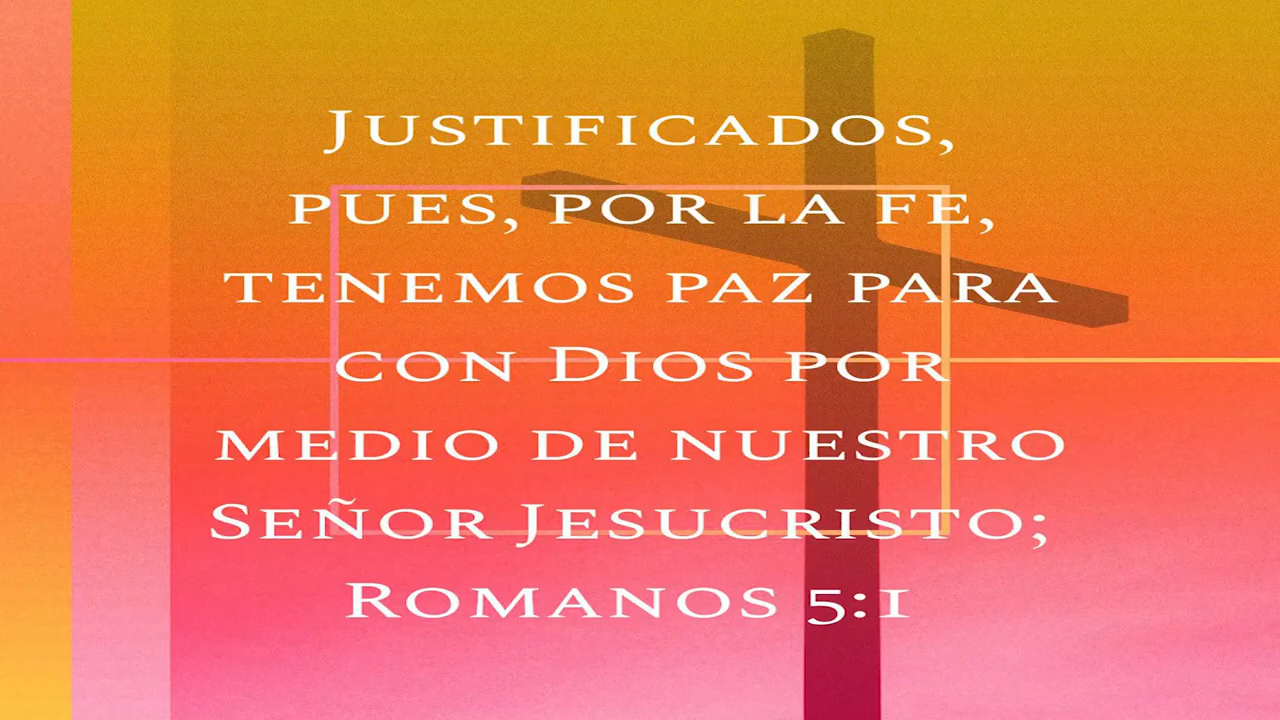 Justificados,
pues, por la fe,
tenemos paz para
con Dios por
medio de nuestro
Señor Jesucristo;
Romanos 5:1